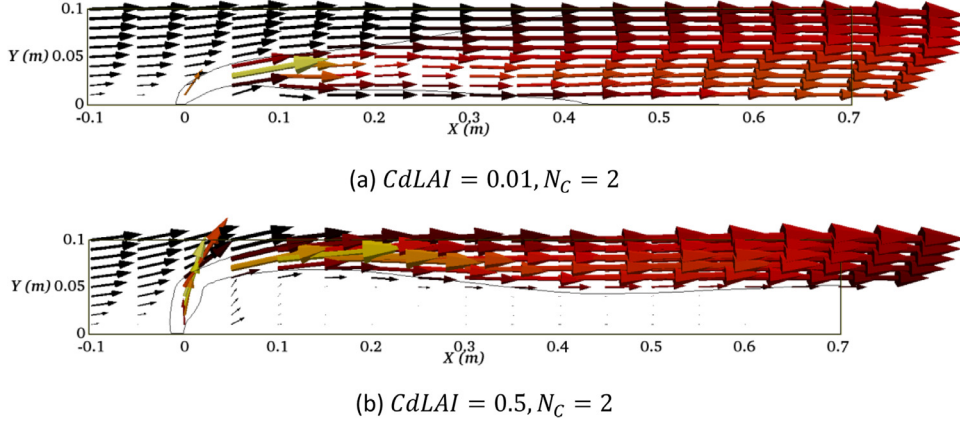 0.1
Y (m) 0.05
0
-0.1 0 0.1 0.2 0.3 0.4 0.5 0.6 0.7
X (m)
(a) CdLAI = 0.01, N_C = 2
0.1
Y (m) 0.05
0
-0.1 0 0.1 0.2 0.3 0.4 0.5 0.6 0.7
X (m)
(b) CdLAI = 0.5, N_C = 2